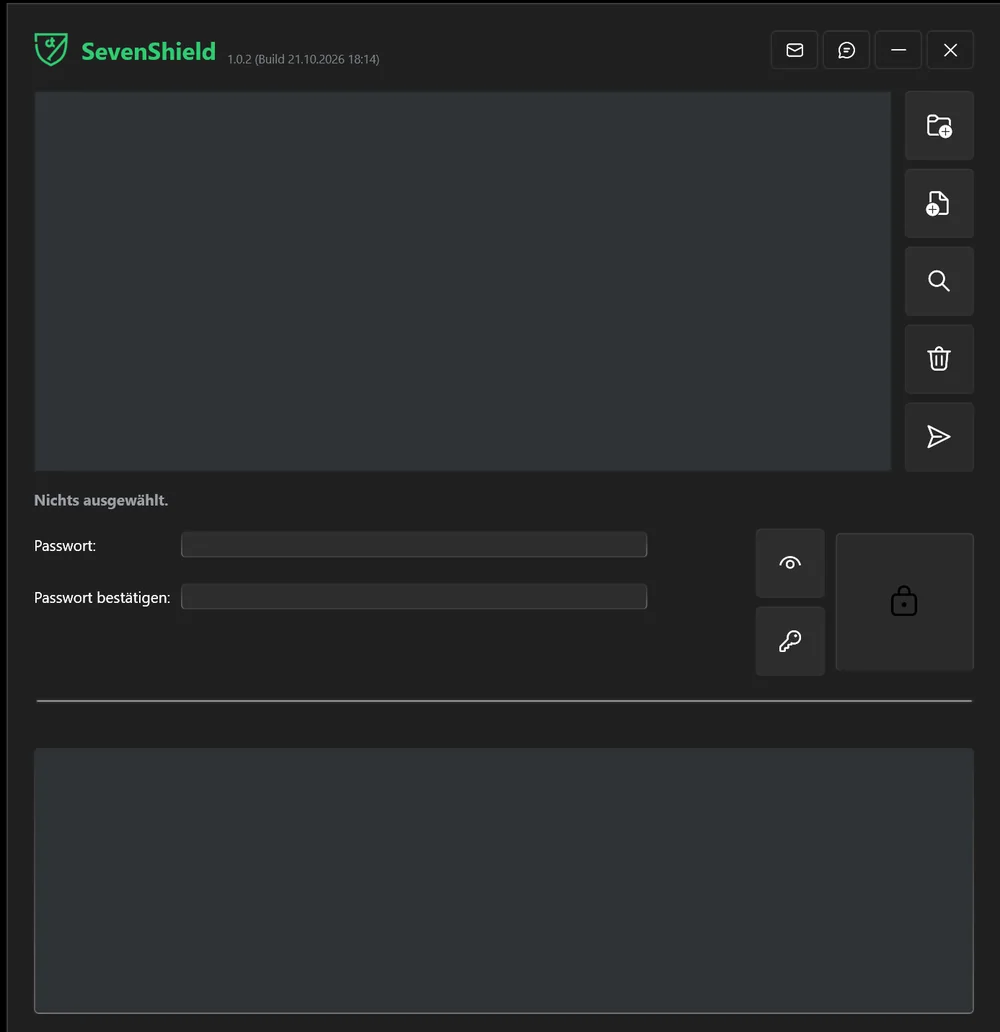 SevenShield 1.0.2 (Build 21.10.2026 18:14)
Nichts ausgewählt.
Passwort:
Passwort bestätigen: